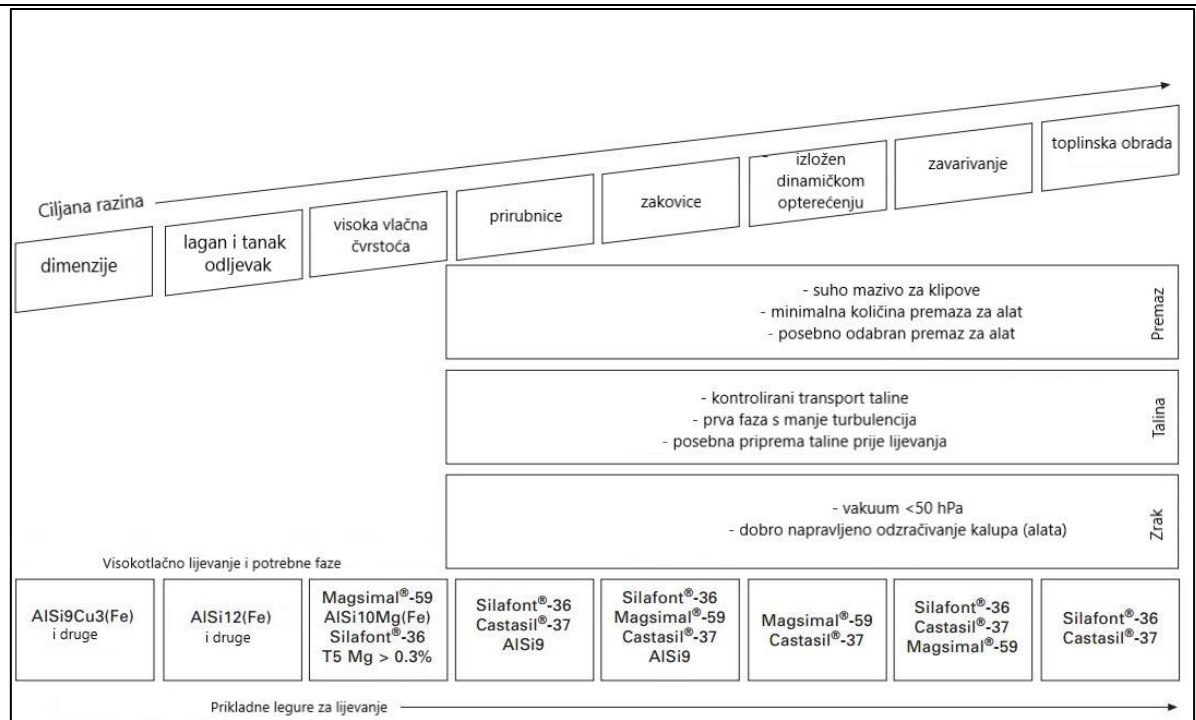 Ciljana razina
dimenzije
lagan i tanak
odljevak
visoka vlačna
čvrstoća
prirubnice
zakovice
izložen
dinamičkom
opterećenju
zavarivanje
toplinska obrada
- suho mazivo za klipove
- minimalna količina premaza za alat
- posebno odabran premaz za alat
Premaz
- kontrolirani transport taline
- prva faza s manje turbulencija
- posebna priprema taline prije lijevanja
Talina
- vakuum <50 hPa
- dobro napravljeno odzračivanje kalupa (alata)
Zrak
Visokotlačno lijevanje i potrebne faze
AlSi9Cu3(Fe)
i druge
AlSi12(Fe)
i druge
Magsimal®-59
AlSi10Mg(Fe)
Silafont®-36
T5 Mg > 0.3%
Silafont®-36
Castasil®-37
AlSi9
Silafont®-36
Magsimal®-59
Castasil®-37
AlSi9
Magsimal®-59
Castasil®-37
Silafont®-36
Castasil®-37
Magsimal®-59
Silafont®-36
Castasil®-37
Prikladne legure za lijevanje